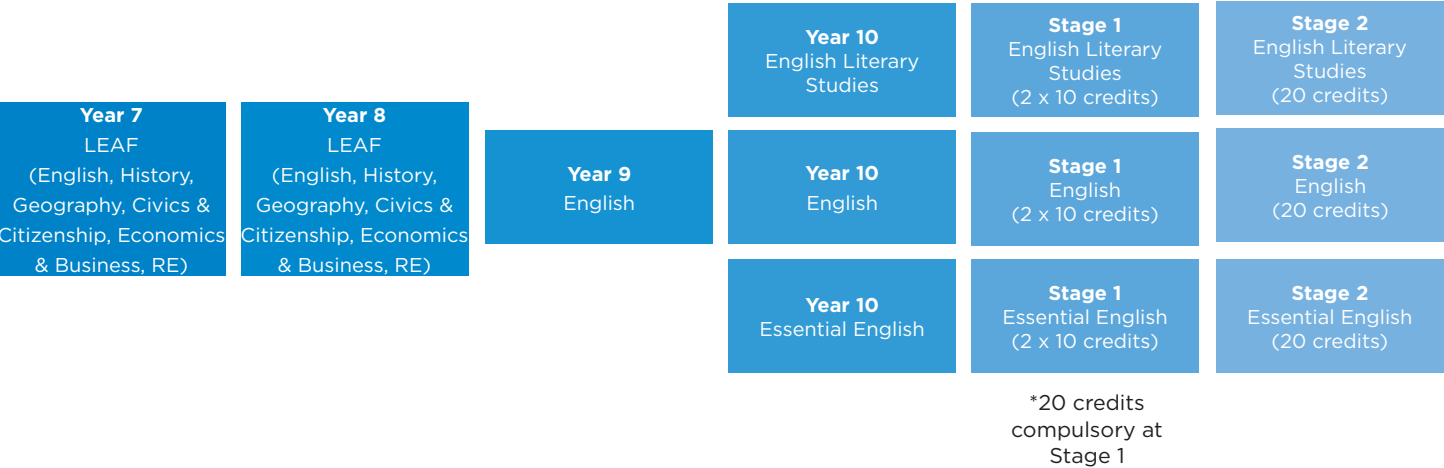 Year 7
LEAF
(English, History,
Geography, Civics &
Citizenship, Economics
& Business, RE)
Year 8
LEAF
(English, History,
Geography, Civics &
Citizenship, Economics
& Business, RE)
Year 9
English
Year 10
English Literary
Studies
Stage 1
English Literary
Studies
(2 x 10 credits)
Stage 2
English Literary
Studies
(20 credits)
Year 10
English
Stage 1
English
(2 x 10 credits)
Stage 2
English
(20 credits)
Year 10
Essential English
Stage 1
Essential English
(2 x 10 credits)
Stage 2
Essential English
(20 credits)
*20 credits
compulsory at
Stage 1